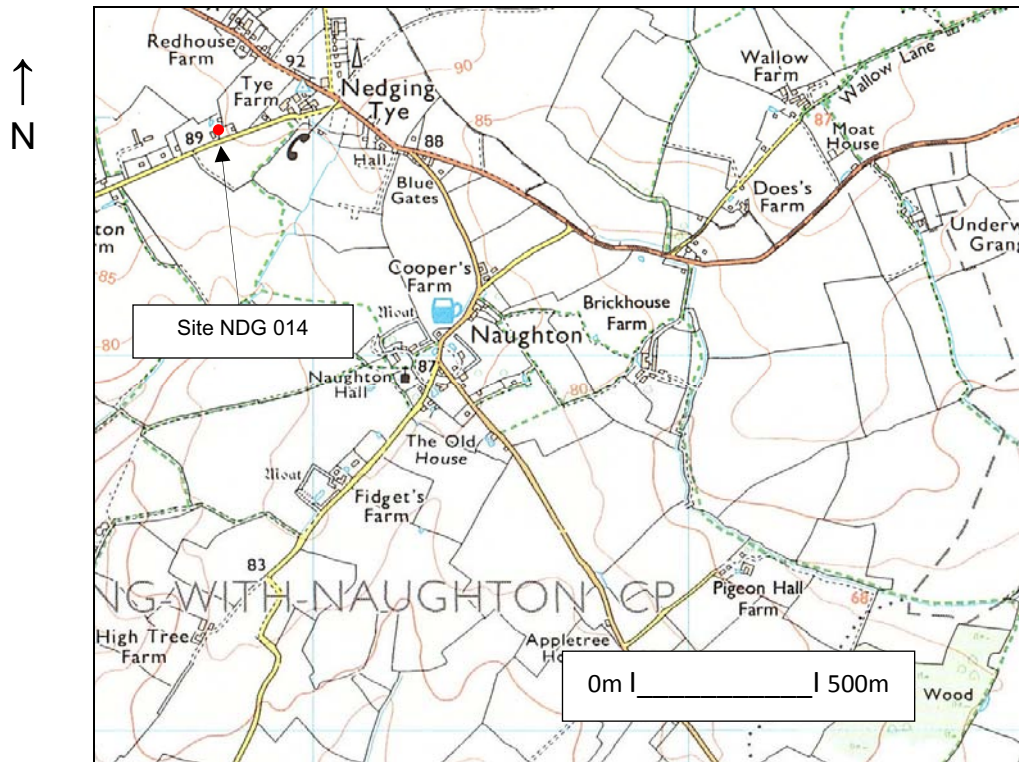 ↑
N
Redhouse
Farm
92
Tye
Farm
Nedging
Tye
Hall
89
90
85
88
Blue
Gates
Wallow
Farm
Wallow Lane
87
Moat
House
Does's
Farm
Underw
Grang
ton
rm
85
80
Site NDG 014
Cooper's
Farm
Moat
Naughton
87
Naughton
Hall
Brickhouse
Farm
80
The Old
House
Moat
Fidget's
Farm
83
NG-WITH-NAUGHTON CP
High Tree
Farm
Pigeon Hall
Farm
68
Appletree
Ho
0m I____________I 500m
Wood